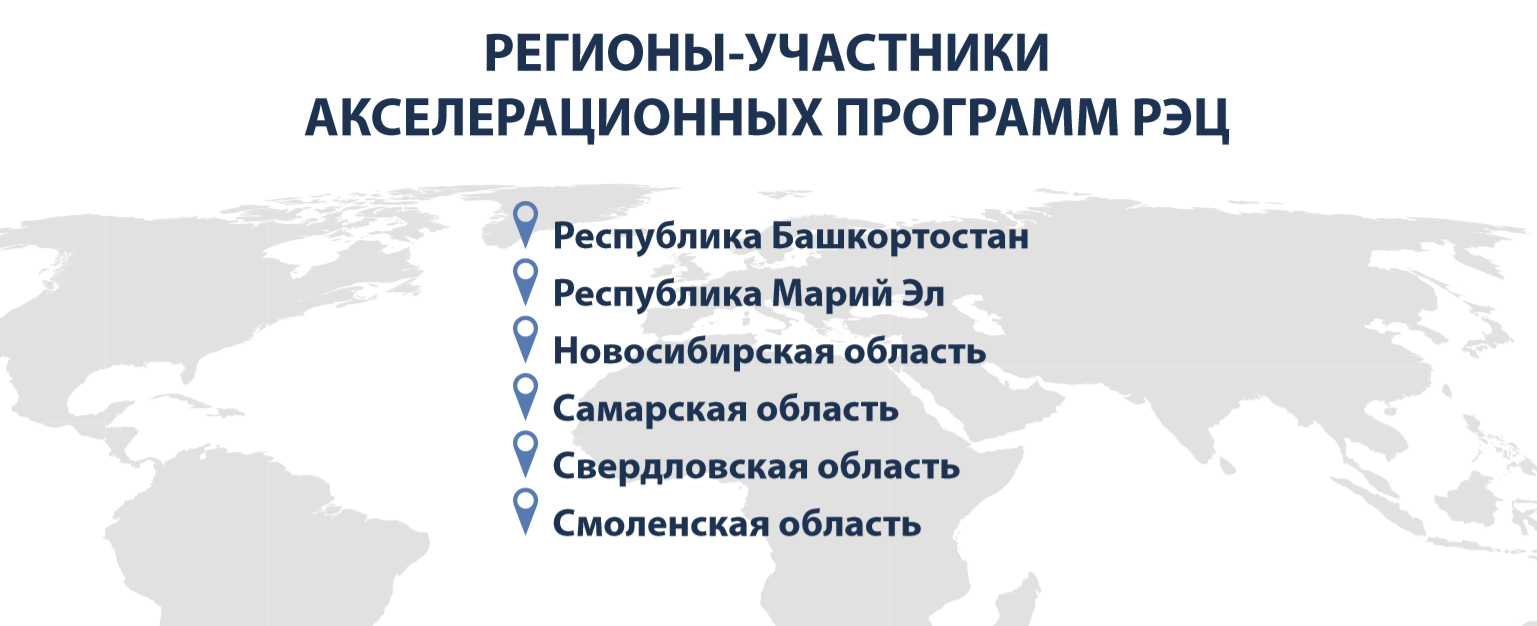 РЕГИОНЫ-УЧАСТНИКИ
АКСЕЛЕРАЦИОННЫХ ПРОГРАММ РЭЦ
Республика Башкортостан
Республика Марий Эл
Новосибирская область
Самарская область
Свердловская область
Смоленская область